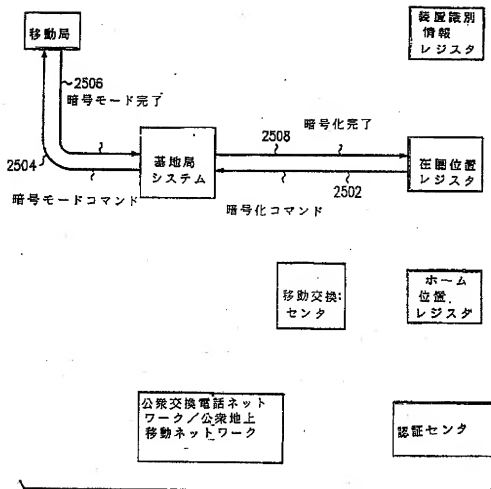 移動局
装置識別
情報
レジスタ
2506
暗号モード完了
2508
暗号化完了
2504
基地局
システム
在圏位置
レジスタ
2502
暗号モードコマンド
暗号化コマンド
移動交換
センタ
ホーム
位置
レジスタ
公衆交換電話ネット
ワーク/公衆地上
移動ネットワーク
認証センタ